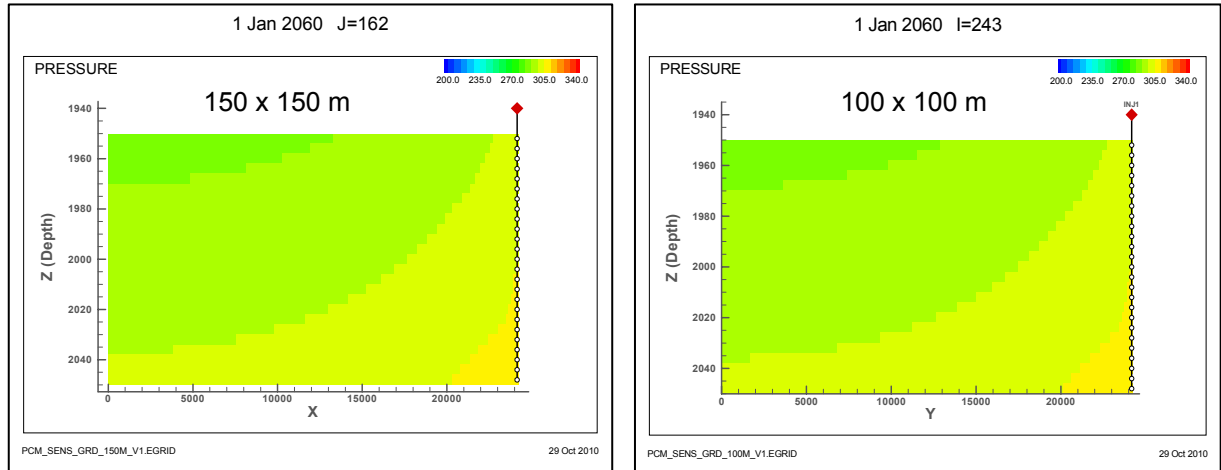 1 Jan 2060 J=162
PRESSURE
200.0 235.0 270.0 305.0 340.0
150 x 150 m
1940
1960
1980
2000
2020
2040
Z (Depth)
0 5000 10000 15000 20000
X
PCM_SENS_GRD_150M_V1.EGRID
29 Oct 2010
1 Jan 2060 I=243
PRESSURE
200.0 235.0 270.0 305.0 340.0
100 x 100 m
INJ1
1940
1960
1980
2000
2020
2040
Z (Depth)
0 5000 10000 15000 20000
Y
PCM_SENS_GRD_100M_V1.EGRID
29 Oct 2010